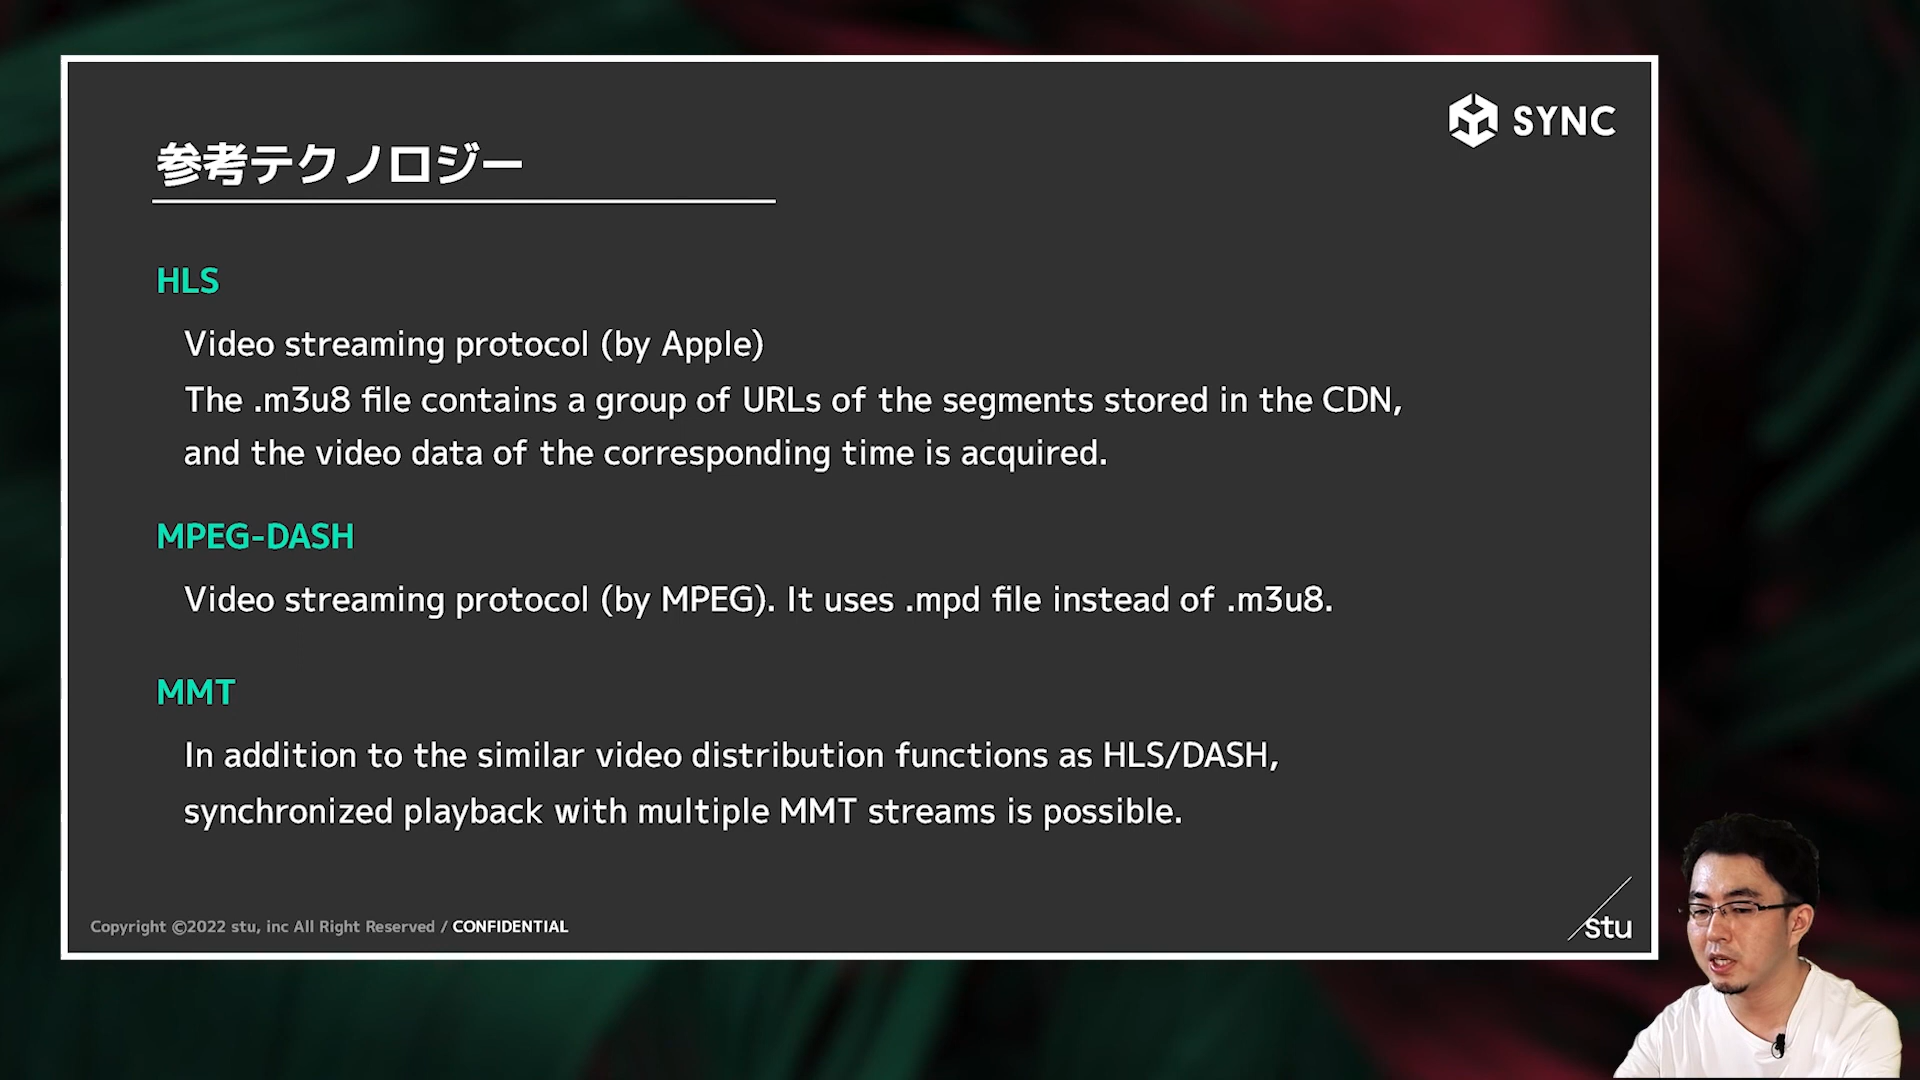 SYNC
参考テクノロジー
HLS
Video streaming protocol (by Apple)
The .m3u8 file contains a group of URLs of the segments stored in the CDN,
and the video data of the corresponding time is acquired.
MPEG-DASH
Video streaming protocol (by MPEG). It uses .mpd file instead of .m3u8.
MMT
In addition to the similar video distribution functions as HLS/DASH,
synchronized playback with multiple MMT streams is possible.
Copyright ©2022 stu, inc All Right Reserved / CONFIDENTIAL
stu